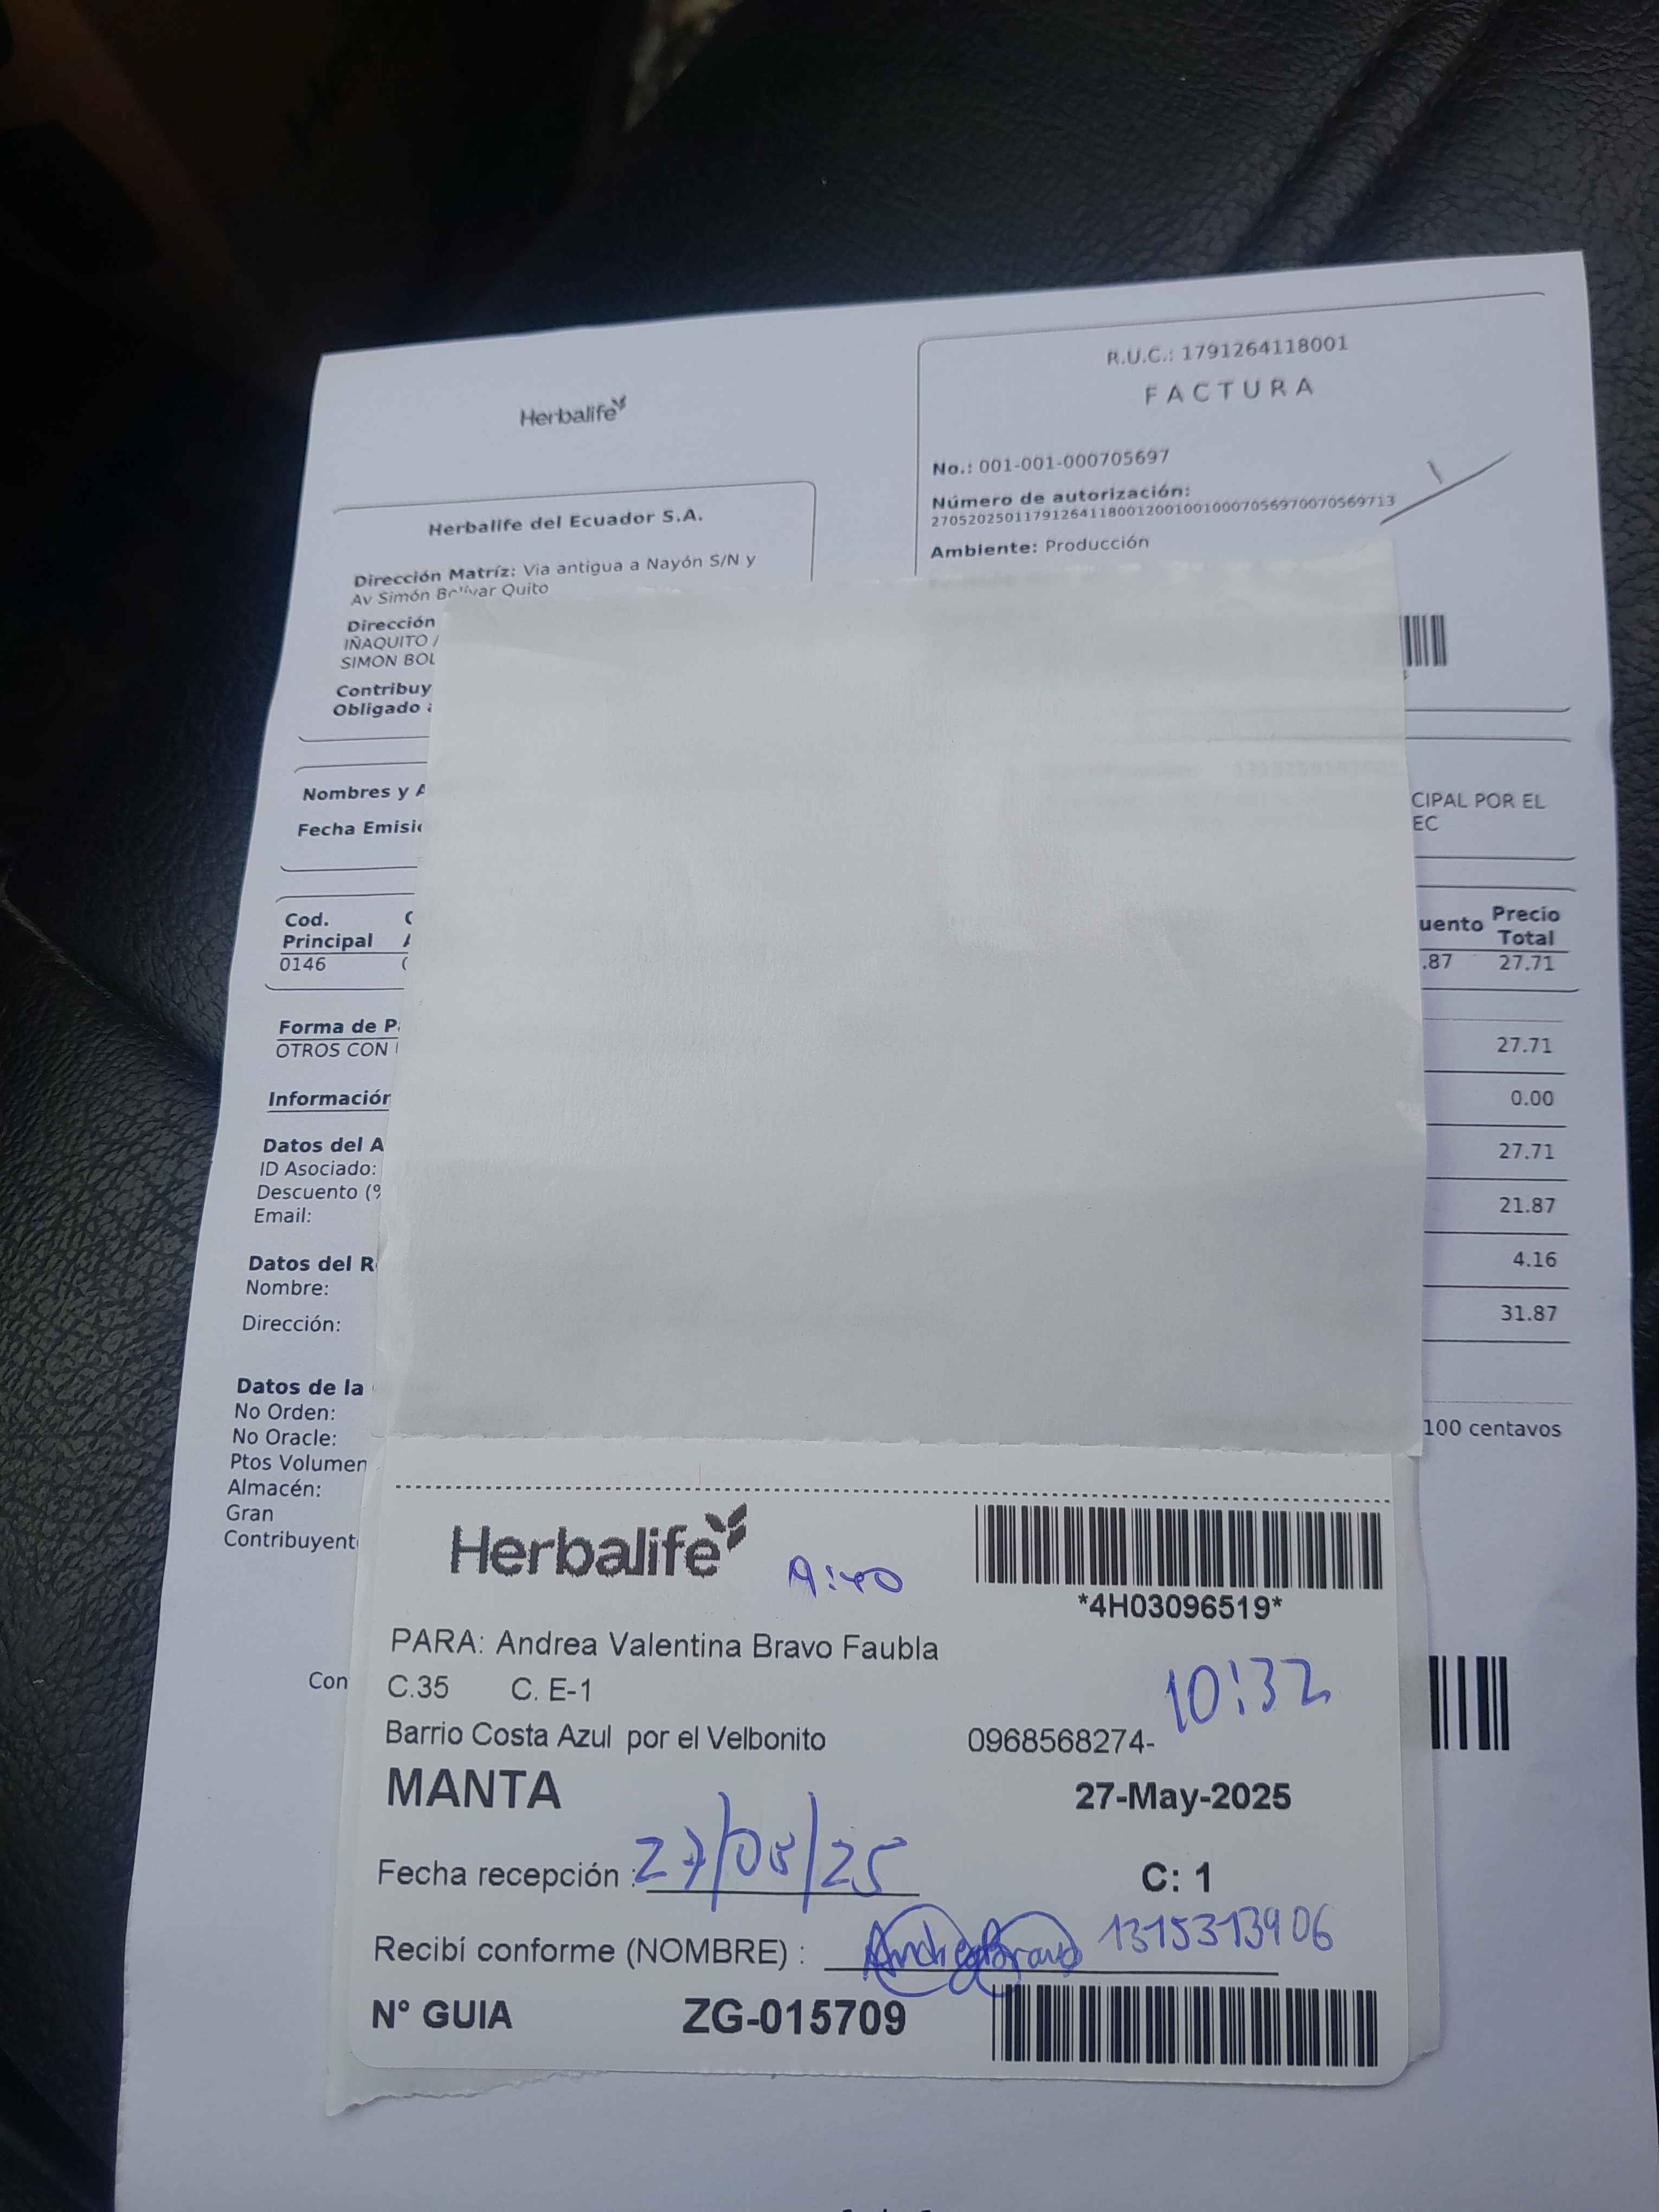 R.U.C.: 1791264118001
FACTURA
Herbalife
No.: 001-001-000705697
Número de autorización:
2705202501179126411800120010010007056970070569713
Ambiente: Producción
Herbalife del Ecuador S.A.
Dirección Matríz: Via antigua a Nayón S/N y
Av Simón Bolívar Quito
Dirección
IÑAQUITO /
SIMON BOL
Contribuy
Obligado
Nombres y A
Fecha Emisi
CIPAL POR EL
EC
Cod.
Principal
uento Precio
Total
0146
.87 27.71
Forma de P
OTROS CON
27.71
0.00
Información
27.71
Datos del A
ID Asociado:
Descuento (%
21.87
Email:
4.16
Datos del R
Nombre:
31.87
Dirección:
Datos de la
No Orden:
100 centavos
No Oracle:
Ptos Volumen
Almacén:
Gran
Contribuyent
Con
Herbalife
*4H03096519*
PARA: Andrea Valentina Bravo Faubla
C.35 C. E-1
10:32
Barrio Costa Azul por el Velbonito 0968568274-
MANTA 27-May-2025
Fecha recepción : 27/05/25 C: 1
Recibí conforme (NOMBRE) : Andrea Bravo 1315313906
N° GUIA ZG-015709